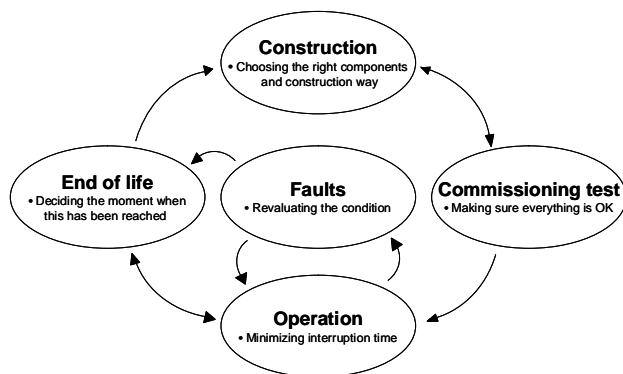 Construction
• Choosing the right components
and construction way
End of life
• Deciding the moment when
this has been reached
Faults
• Revaluating the condition
Commissioning test
• Making sure everything is OK
Operation
• Minimizing interruption time